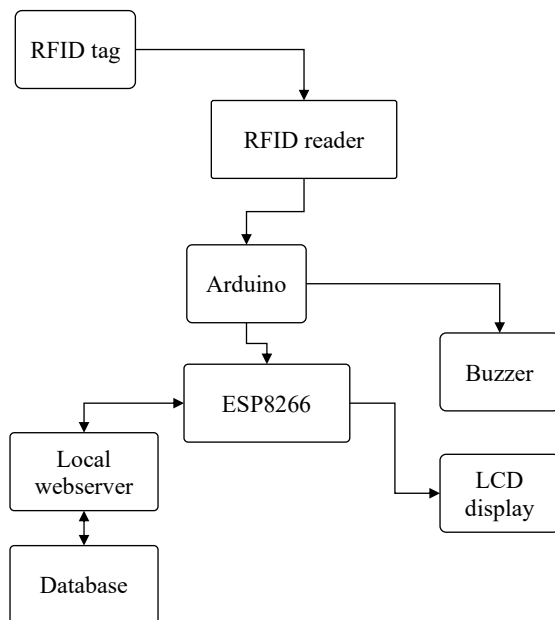 RFID tag
RFID reader
Arduino
Buzzer
ESP8266
Local
webserver
LCD
display
Database